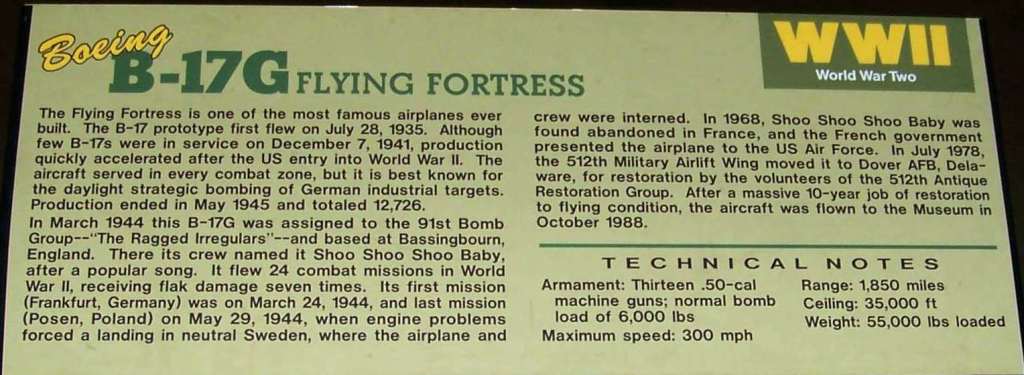 Boeing
B-17G FLYING FORTRESS
WWII
World War Two
The Flying Fortress is one of the most famous airplanes ever
built. The B-17 prototype first flew on July 28, 1935. Although
few B-17s were in service on December 7, 1941, production
quickly accelerated after the US entry into World War II. The
aircraft served in every combat zone, but it is best known for
the daylight strategic bombing of German industrial targets.
Production ended in May 1945 and totaled 12,726.
In March 1944 this B-17G was assigned to the 91st Bomb
Group--"The Ragged Irregulars"--and based at Bassingbourn,
England. There its crew named it Shoo Shoo Shoo Baby,
after a popular song. It flew 24 combat missions in World
War II, receiving flak damage seven times. Its first mission
(Frankfurt, Germany) was on March 24, 1944, and last mission
(Posen, Poland) on May 29, 1944, when engine problems
forced a landing in neutral Sweden, where the airplane and
crew were interned. In 1968, Shoo Shoo Shoo Baby was
found abandoned in France, and the French government
presented the airplane to the US Air Force. In July 1978,
the 512th Military Airlift Wing moved it to Dover AFB, Dela-
ware, for restoration by the volunteers of the 512th Antique
Restoration Group. After a massive 10-year job of restoration
to flying condition, the aircraft was flown to the Museum in
October 1988.
TECHNICAL NOTES
Armament: Thirteen .50-cal
machine guns; normal bomb
load of 6,000 lbs
Maximum speed: 300 mph
Range: 1,850 miles
Ceiling: 35,000 ft
Weight: 55,000 lbs loaded